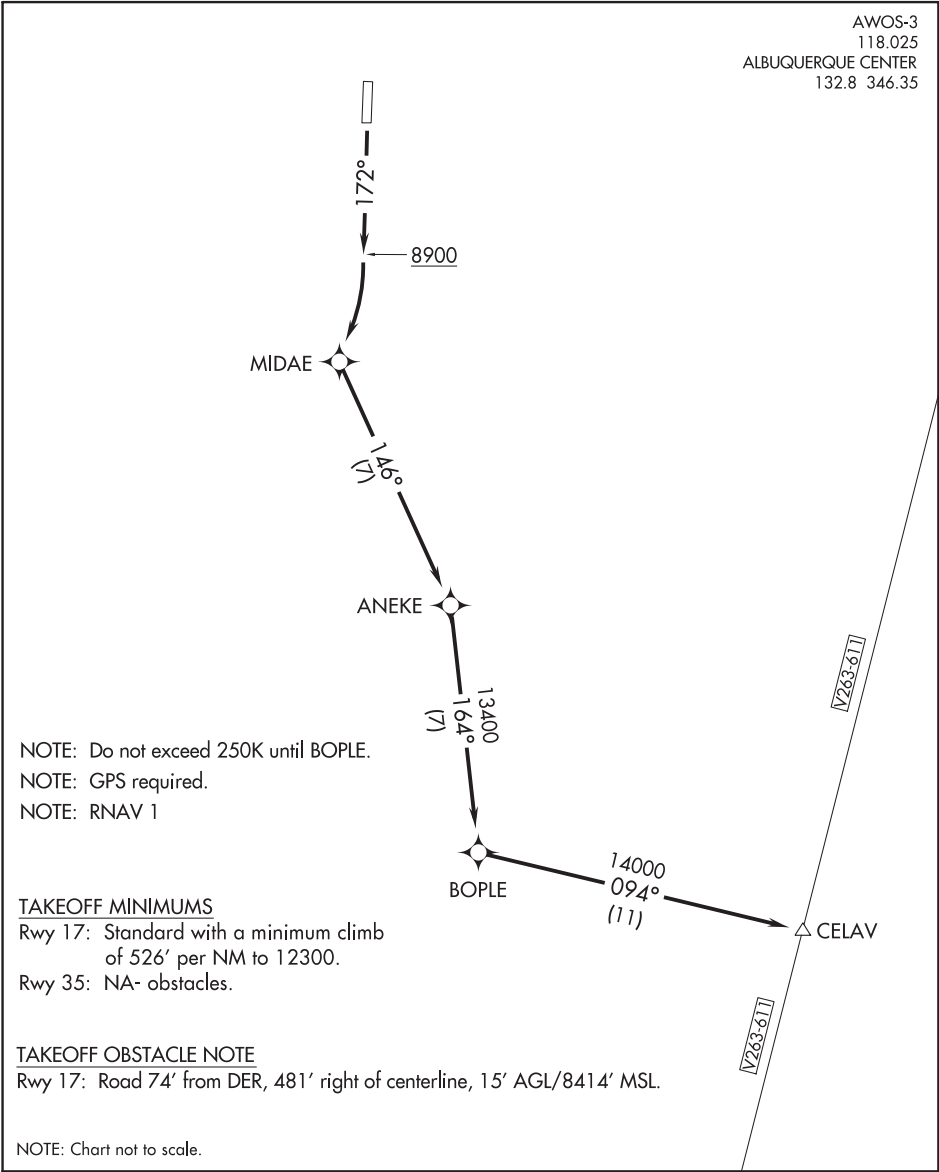 AWOS-3
118.025
ALBUQUERQUE CENTER
132.8 346.35
172°
8900
MIDAE
146°
(7)
ANEKE
13400
164°
(7)
V263-611
NOTE: Do not exceed 250K until BOPLE.
NOTE: GPS required.
NOTE: RNAV 1
BOPLE
14000
094°
(11)
CELAV
TAKEOFF MINIMUMS
Rwy 17: Standard with a minimum climb
of 526' per NM to 12300.
Rwy 35: NA- obstacles.
V263-611
TAKEOFF OBSTACLE NOTE
Rwy 17: Road 74' from DER, 481' right of centerline, 15' AGL/8414' MSL.
NOTE: Chart not to scale.